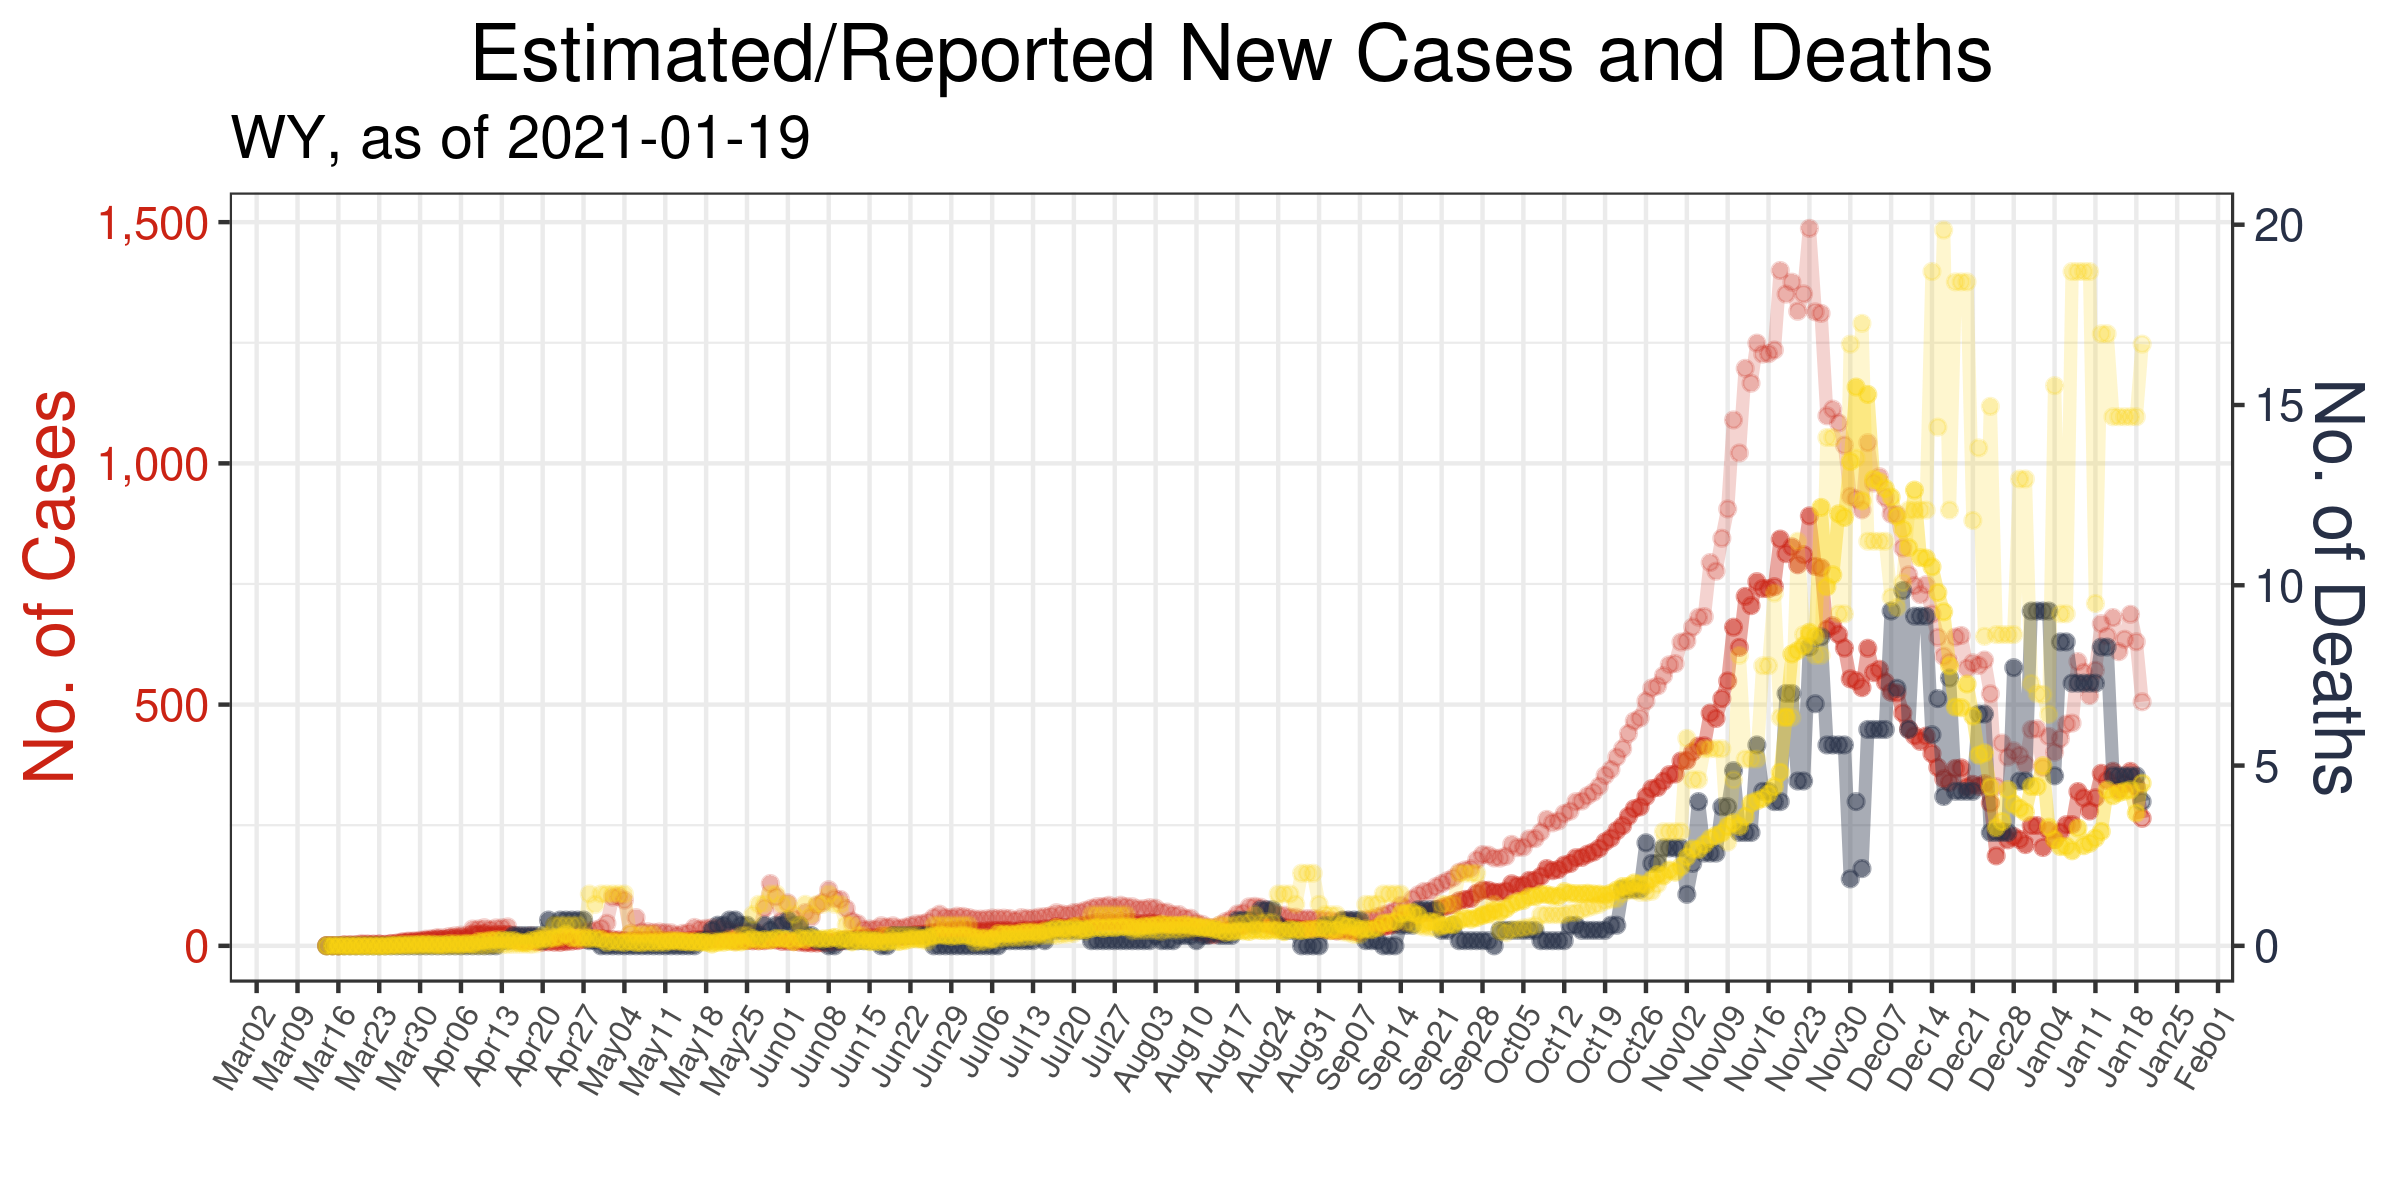 Estimated/Reported New Cases and Deaths
WY, as of 2021-01-19
No. of Cases
1,500
1,000
500
0
20
15
10
5
0
No. of Deaths
Mar02 Mar09 Mar16 Mar23 Mar30 Apr06 Apr13 Apr20 Apr27 May04 May11 May18 May25 Jun01 Jun08 Jun15 Jun22 Jun29 Jul06 Jul13 Jul20 Jul27 Aug03 Aug10 Aug17 Aug24 Aug31 Sep07 Sep14 Sep21 Sep28 Oct05 Oct12 Oct19 Oct26 Nov02 Nov09 Nov16 Nov23 Nov30 Dec07 Dec14 Dec21 Dec28 Jan04 Jan11 Jan18 Jan25 Feb01